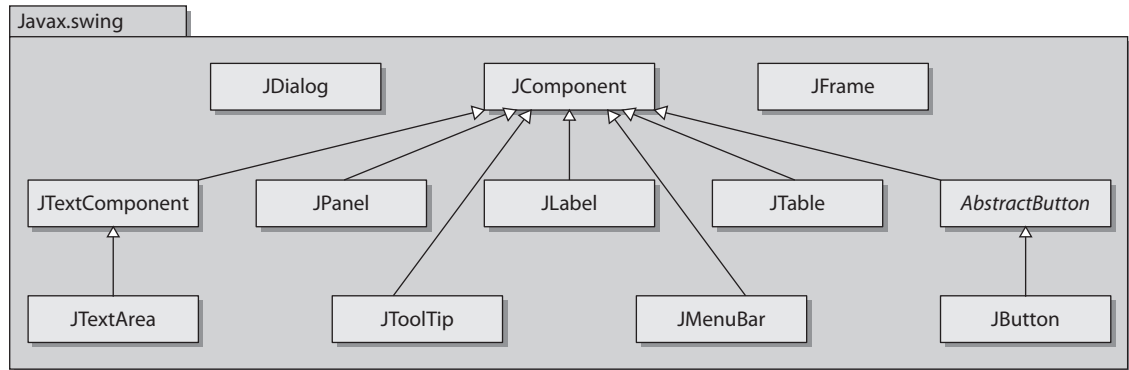 Javax.swing
JDialog
JComponent
JFrame
JTextComponent
JPanel
JLabel
JTable
AbstractButton
JTextArea
JToolTip
JMenuBar
JButton